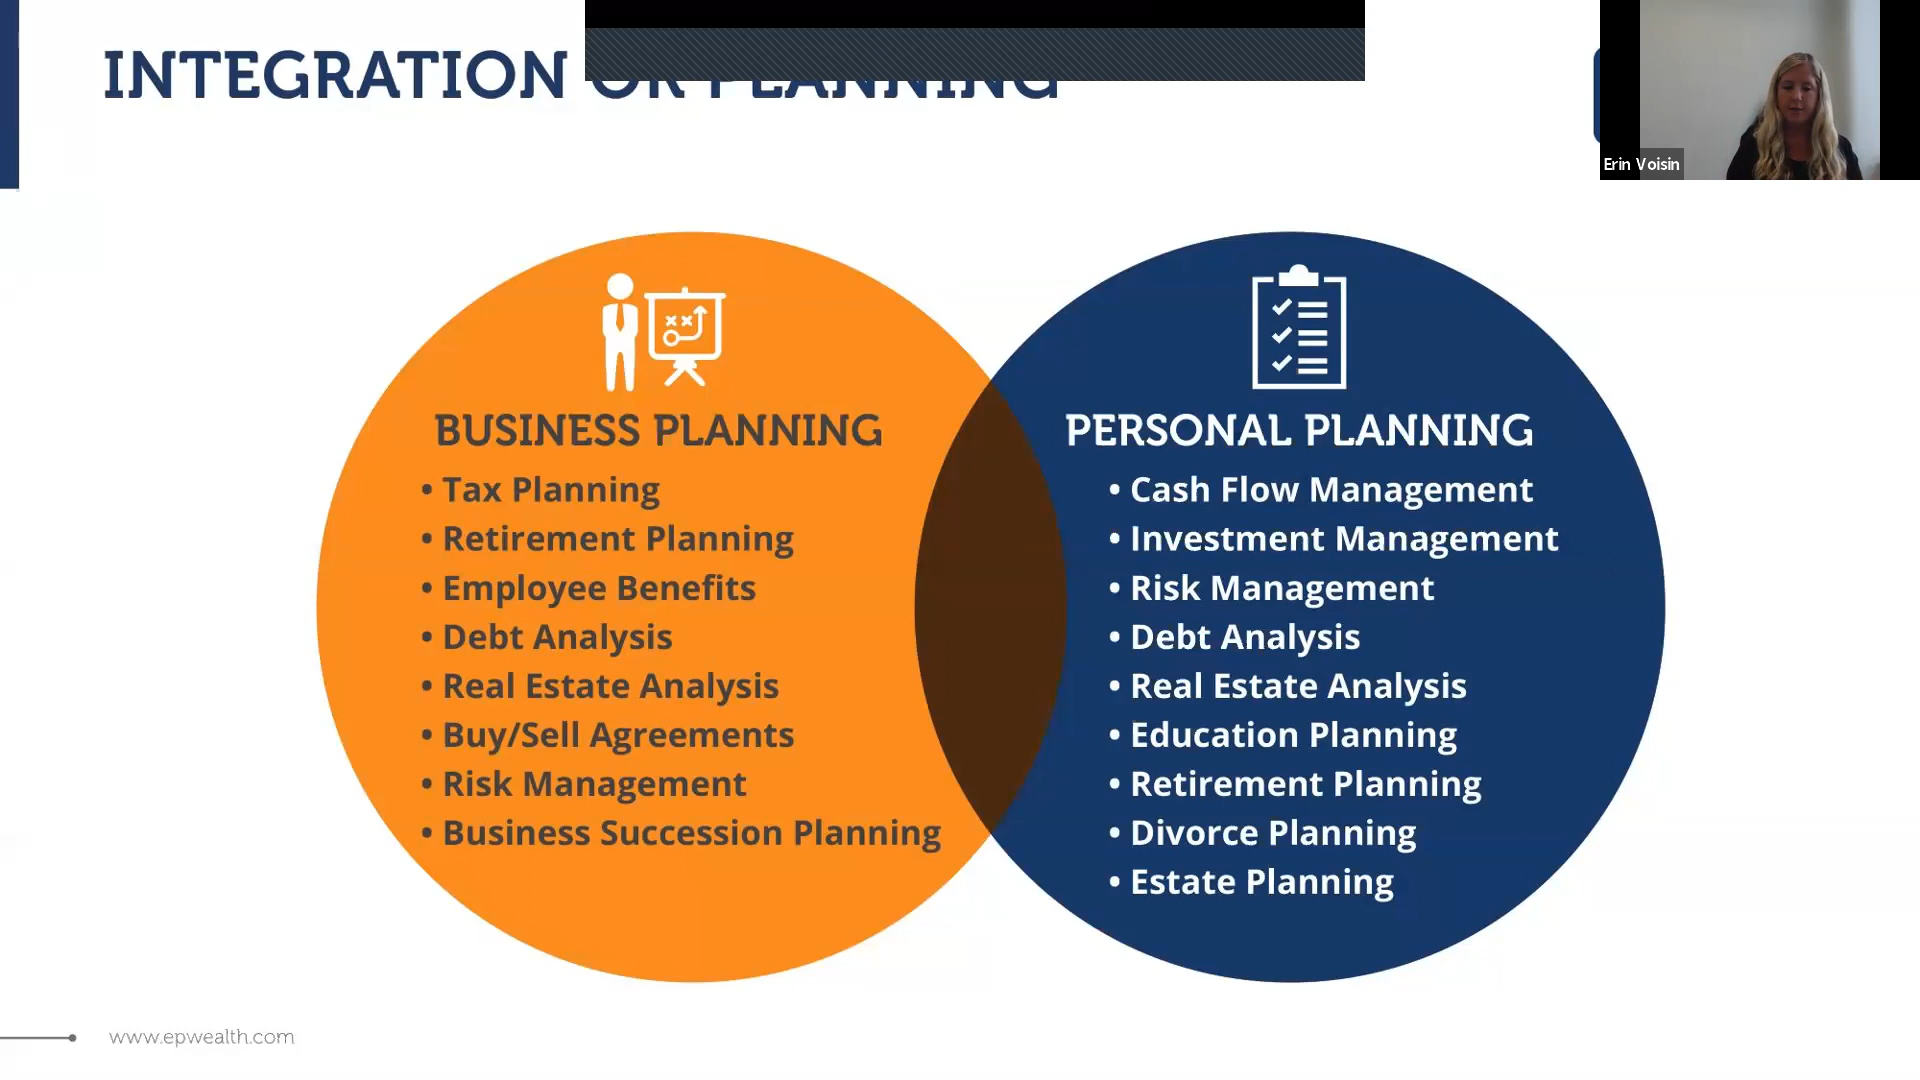 INTEGRATION OR PLANNING
Erin Voisin
BUSINESS PLANNING
• Tax Planning
• Retirement Planning
• Employee Benefits
• Debt Analysis
• Real Estate Analysis
• Buy/Sell Agreements
• Risk Management
• Business Succession Planning
PERSONAL PLANNING
• Cash Flow Management
• Investment Management
• Risk Management
• Debt Analysis
• Real Estate Analysis
• Education Planning
• Retirement Planning
• Divorce Planning
• Estate Planning
www.epwealth.com